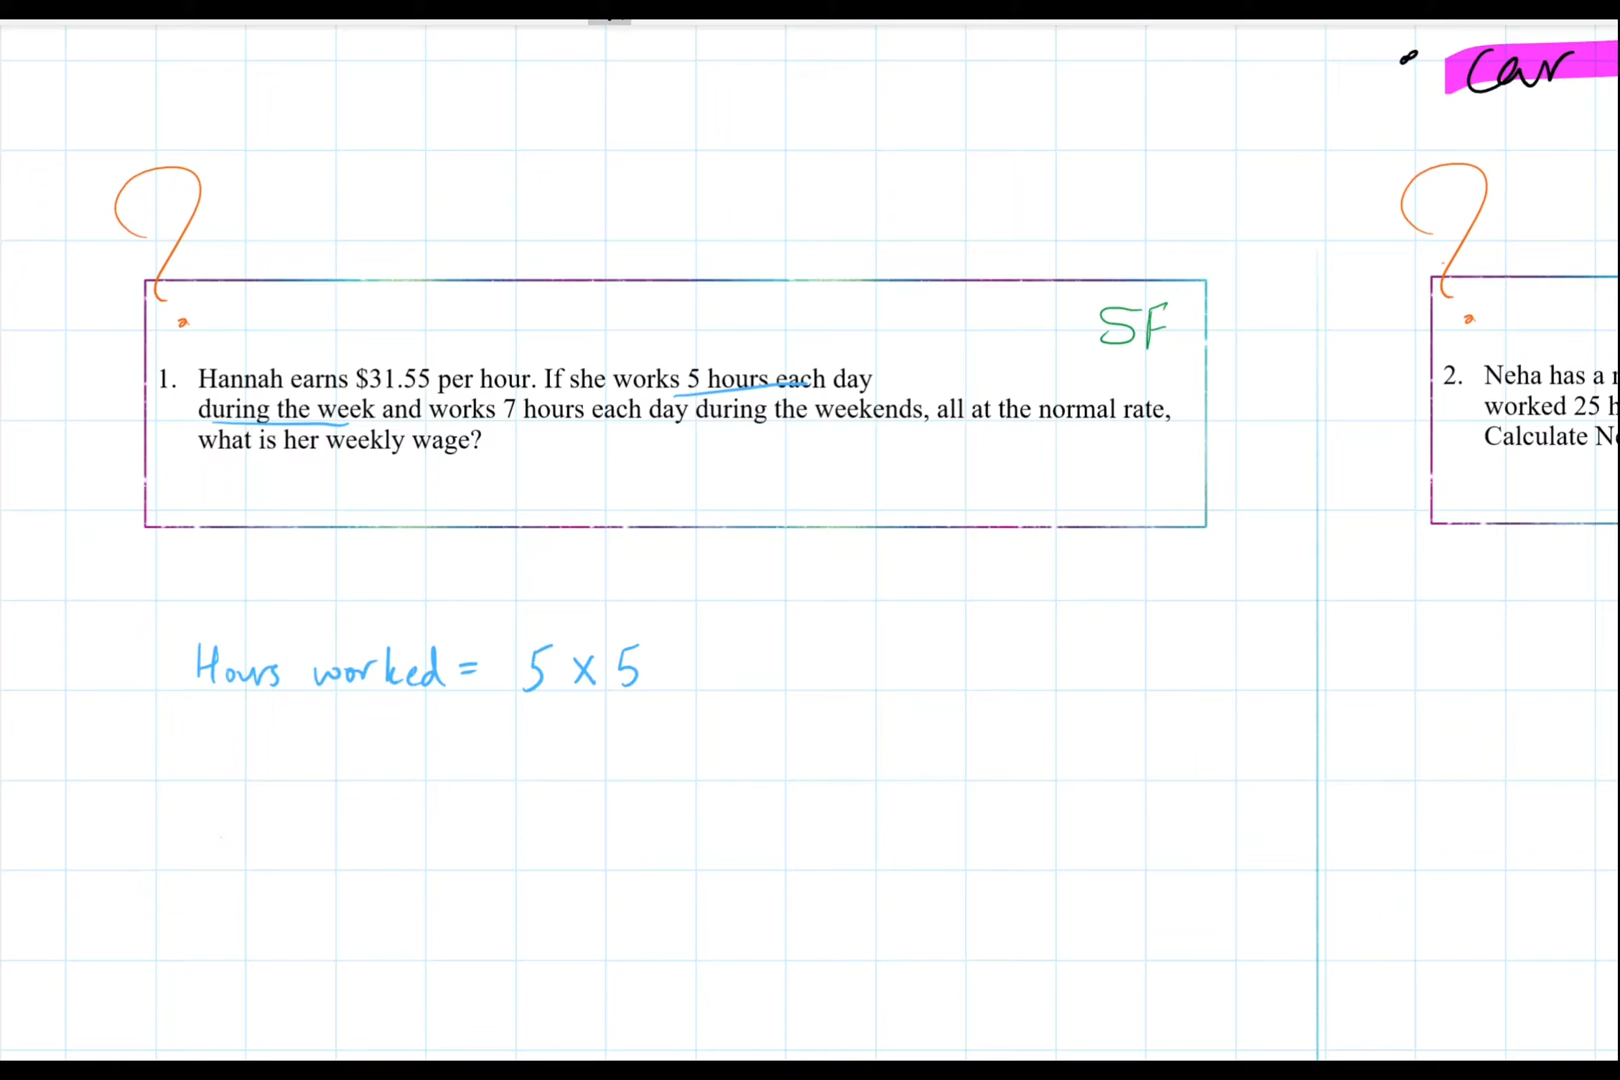 car
SF
1. Hannah earns $31.55 per hour. If she works 5 hours each day
during the week and works 7 hours each day during the weekends, all at the normal rate,
what is her weekly wage?
2. Neha has a
worked 25
Calculate
Hours worked = 5 × 5